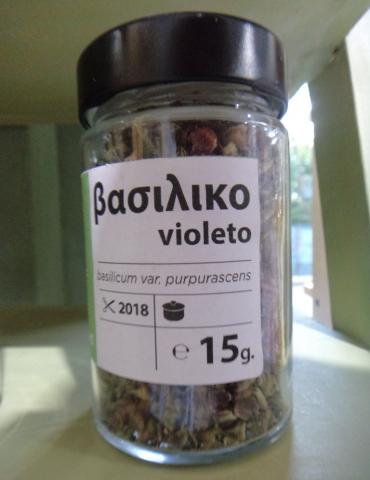 βασιλικο
violeto
basilicum var. purpurascens
2018
℮ 15g.